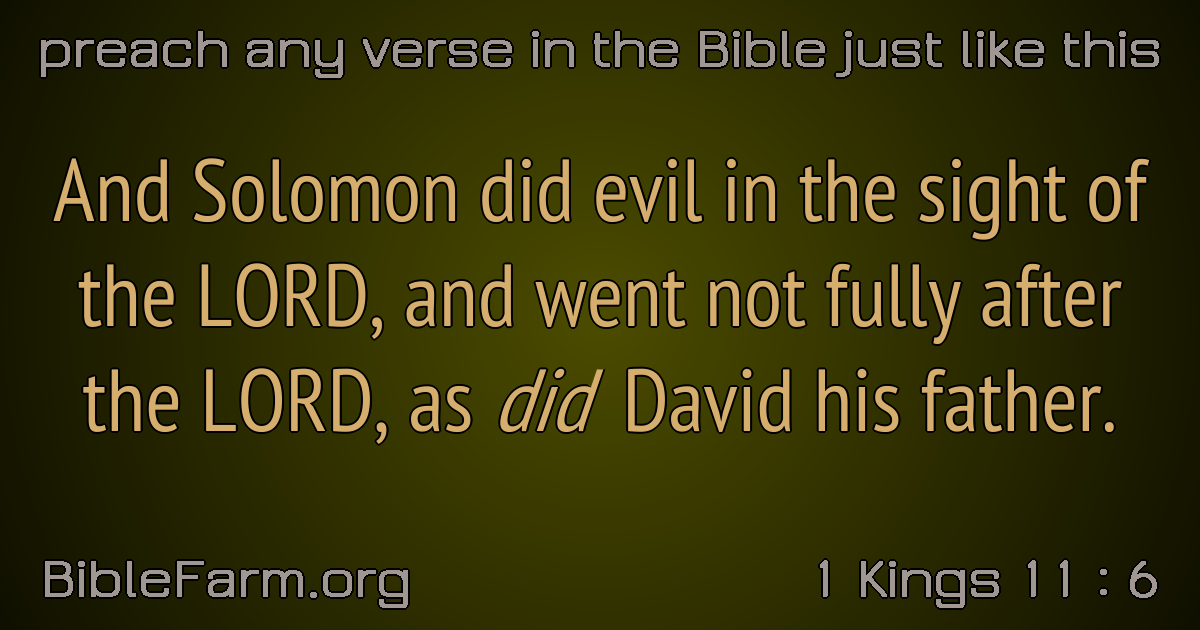 preach any verse in the Bible just like this
And Solomon did evil in the sight of
the LORD, and went not fully after
the LORD, as did David his father.
BibleFarm.org
1 Kings 11 : 6